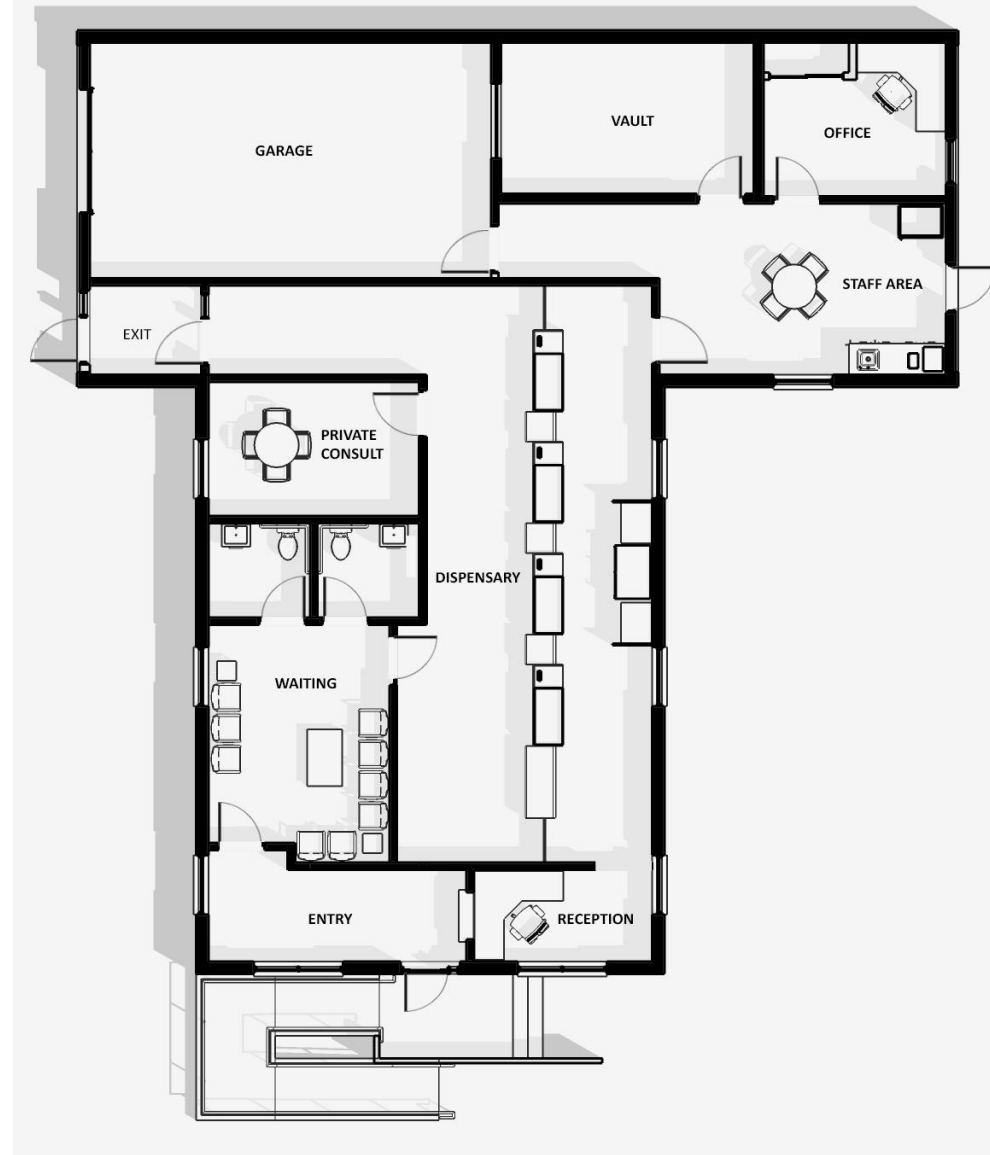 VAULT
OFFICE
GARAGE
STAFF AREA
EXIT
PRIVATE
CONSULT
DISPENSARY
WAITING
ENTRY
RECEPTION